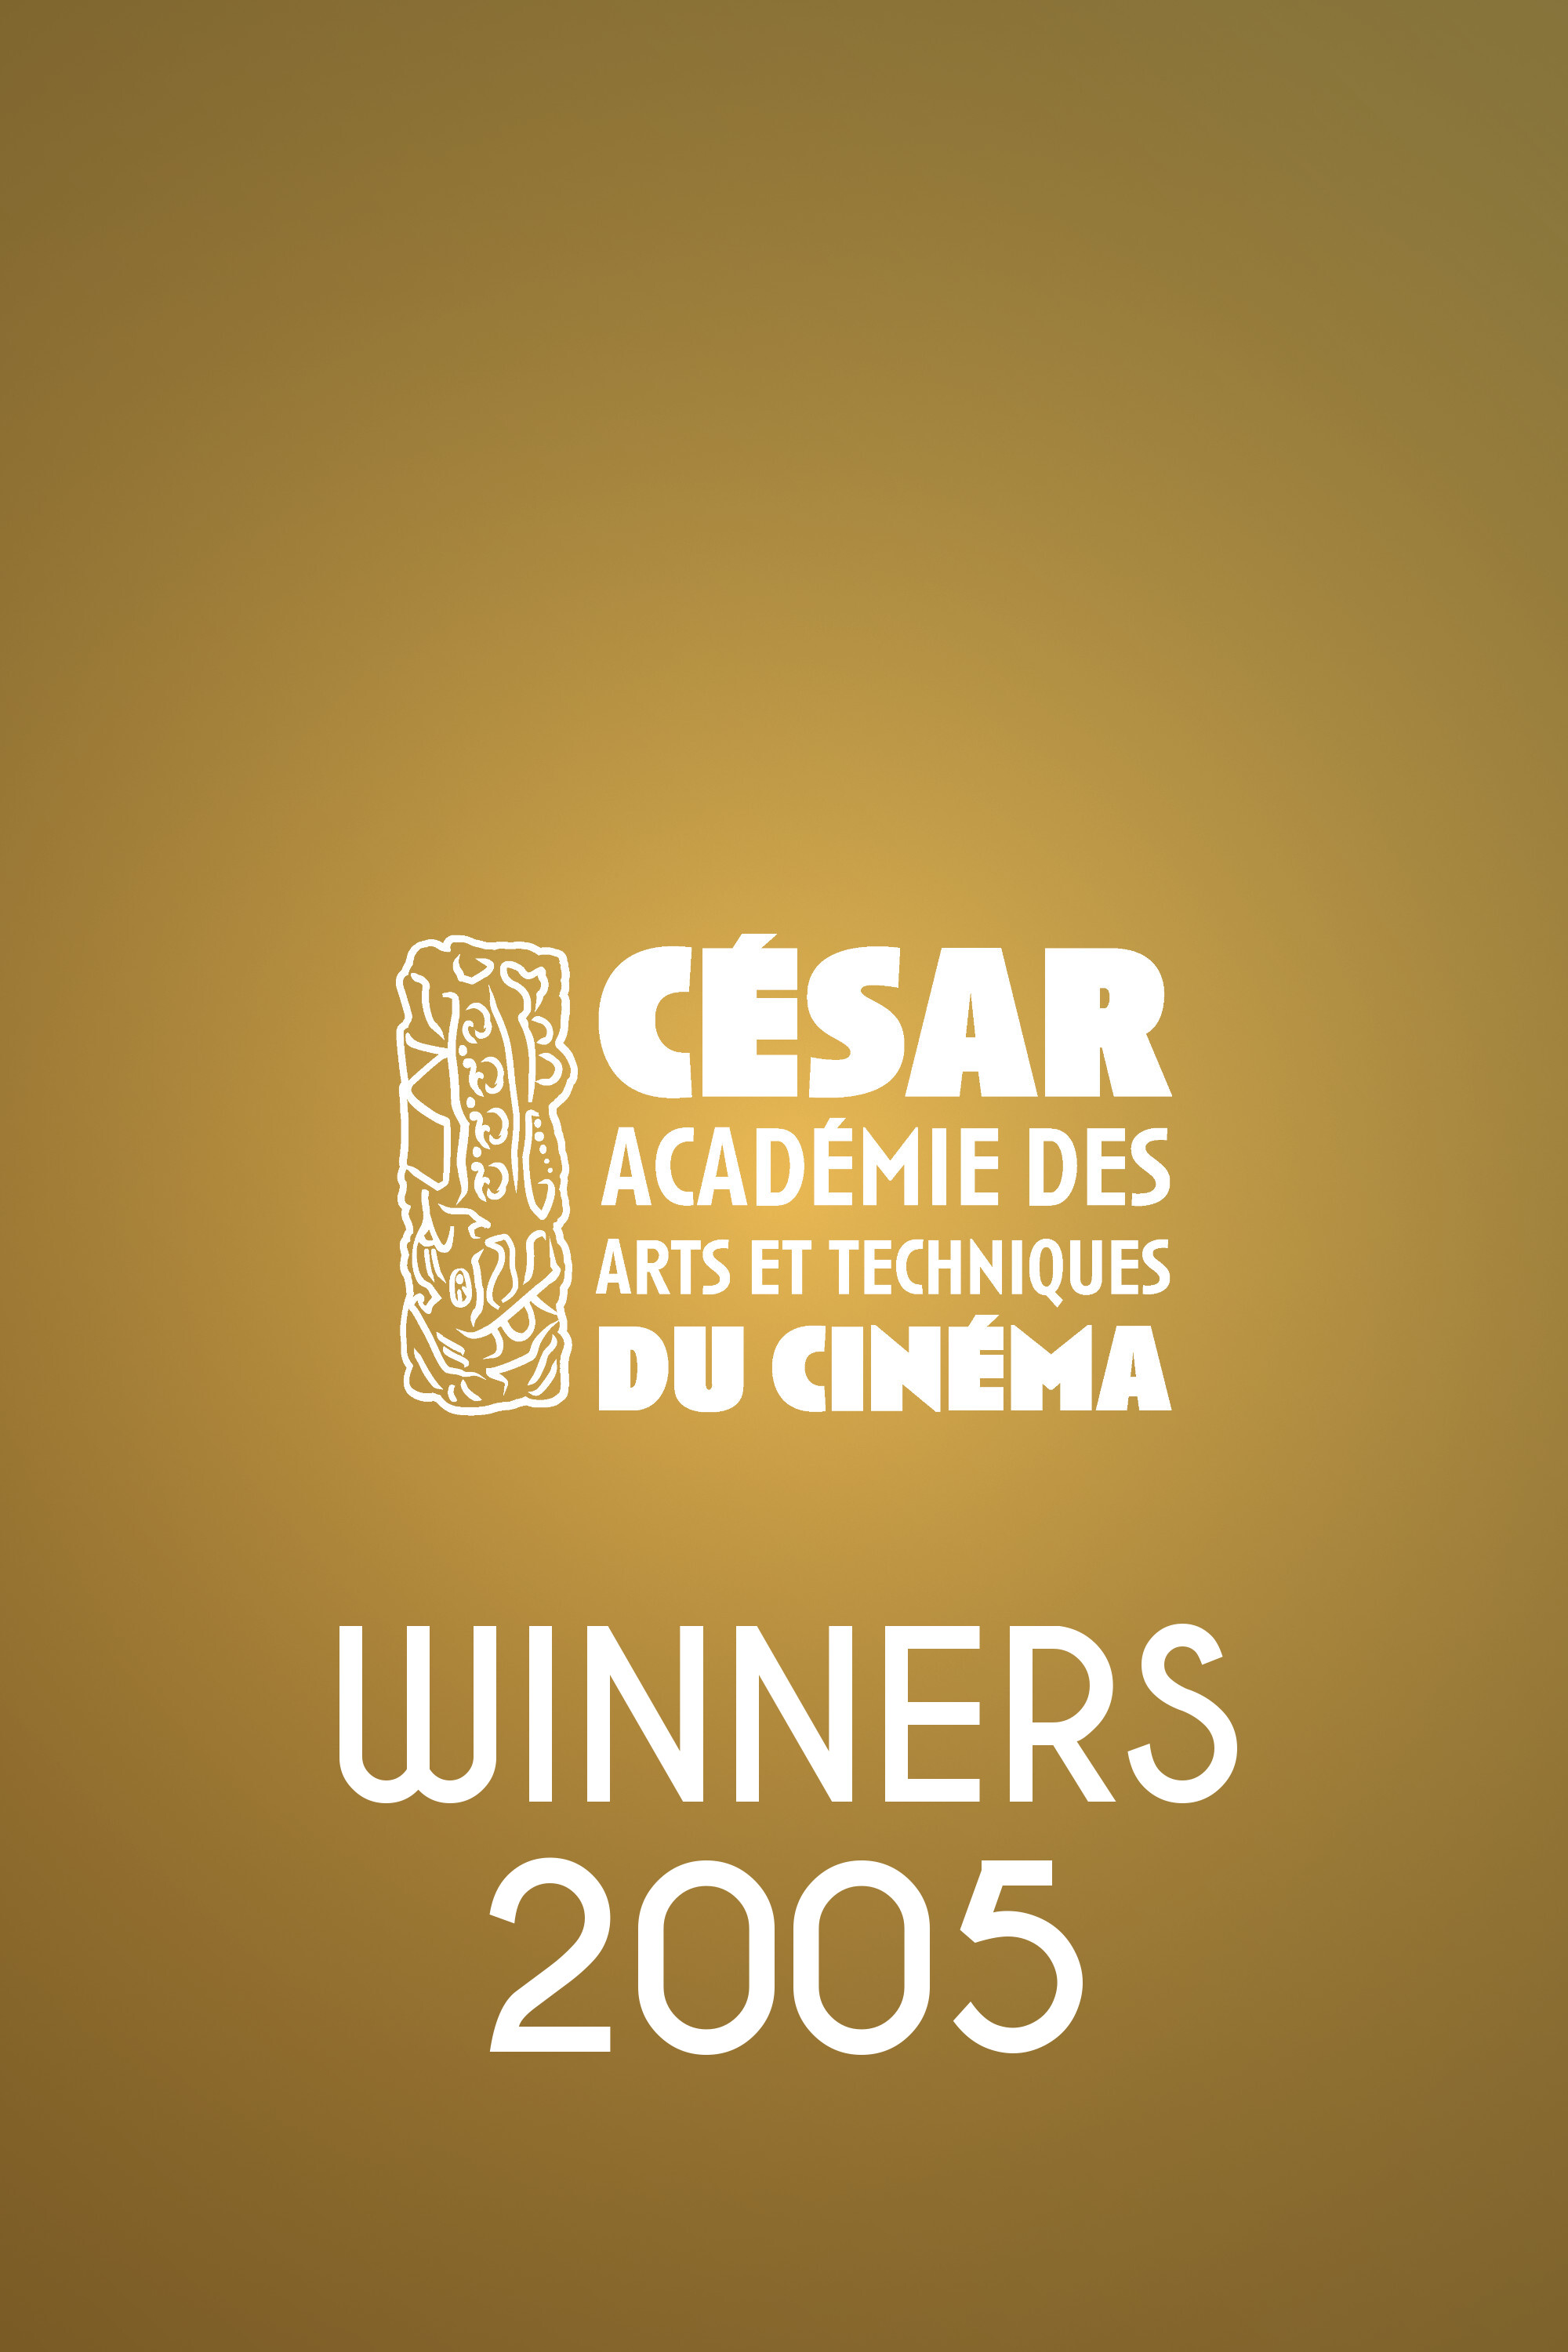 CÉSAR
ACADÉMIE DES
ARTS ET TECHNIQUES
DU CINÉMA
WINNERS
2005